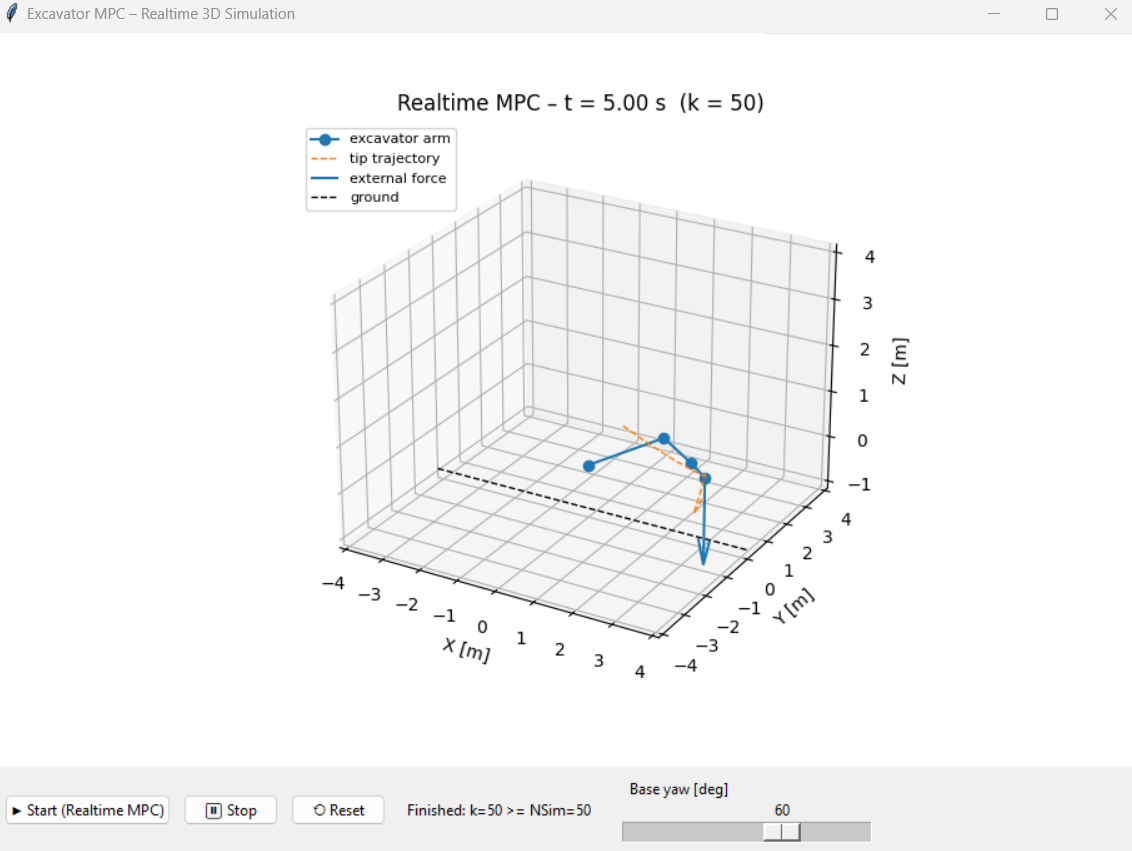 Excavator MPC – Realtime 3D Simulation
Realtime MPC – t = 5.00 s  (k = 50)
excavator arm
tip trajectory
external force
ground
4
3
2
1
0
−1
Z [m]
4
3
2
1
0
−1
−2
−3
−4
Y [m]
−4
−3
−2
−1
0
1
2
3
4
X [m]
Base yaw [deg]
► Start (Realtime MPC)
⏸ Stop
⟲ Reset
Finished: k=50 >= NSim=50
60